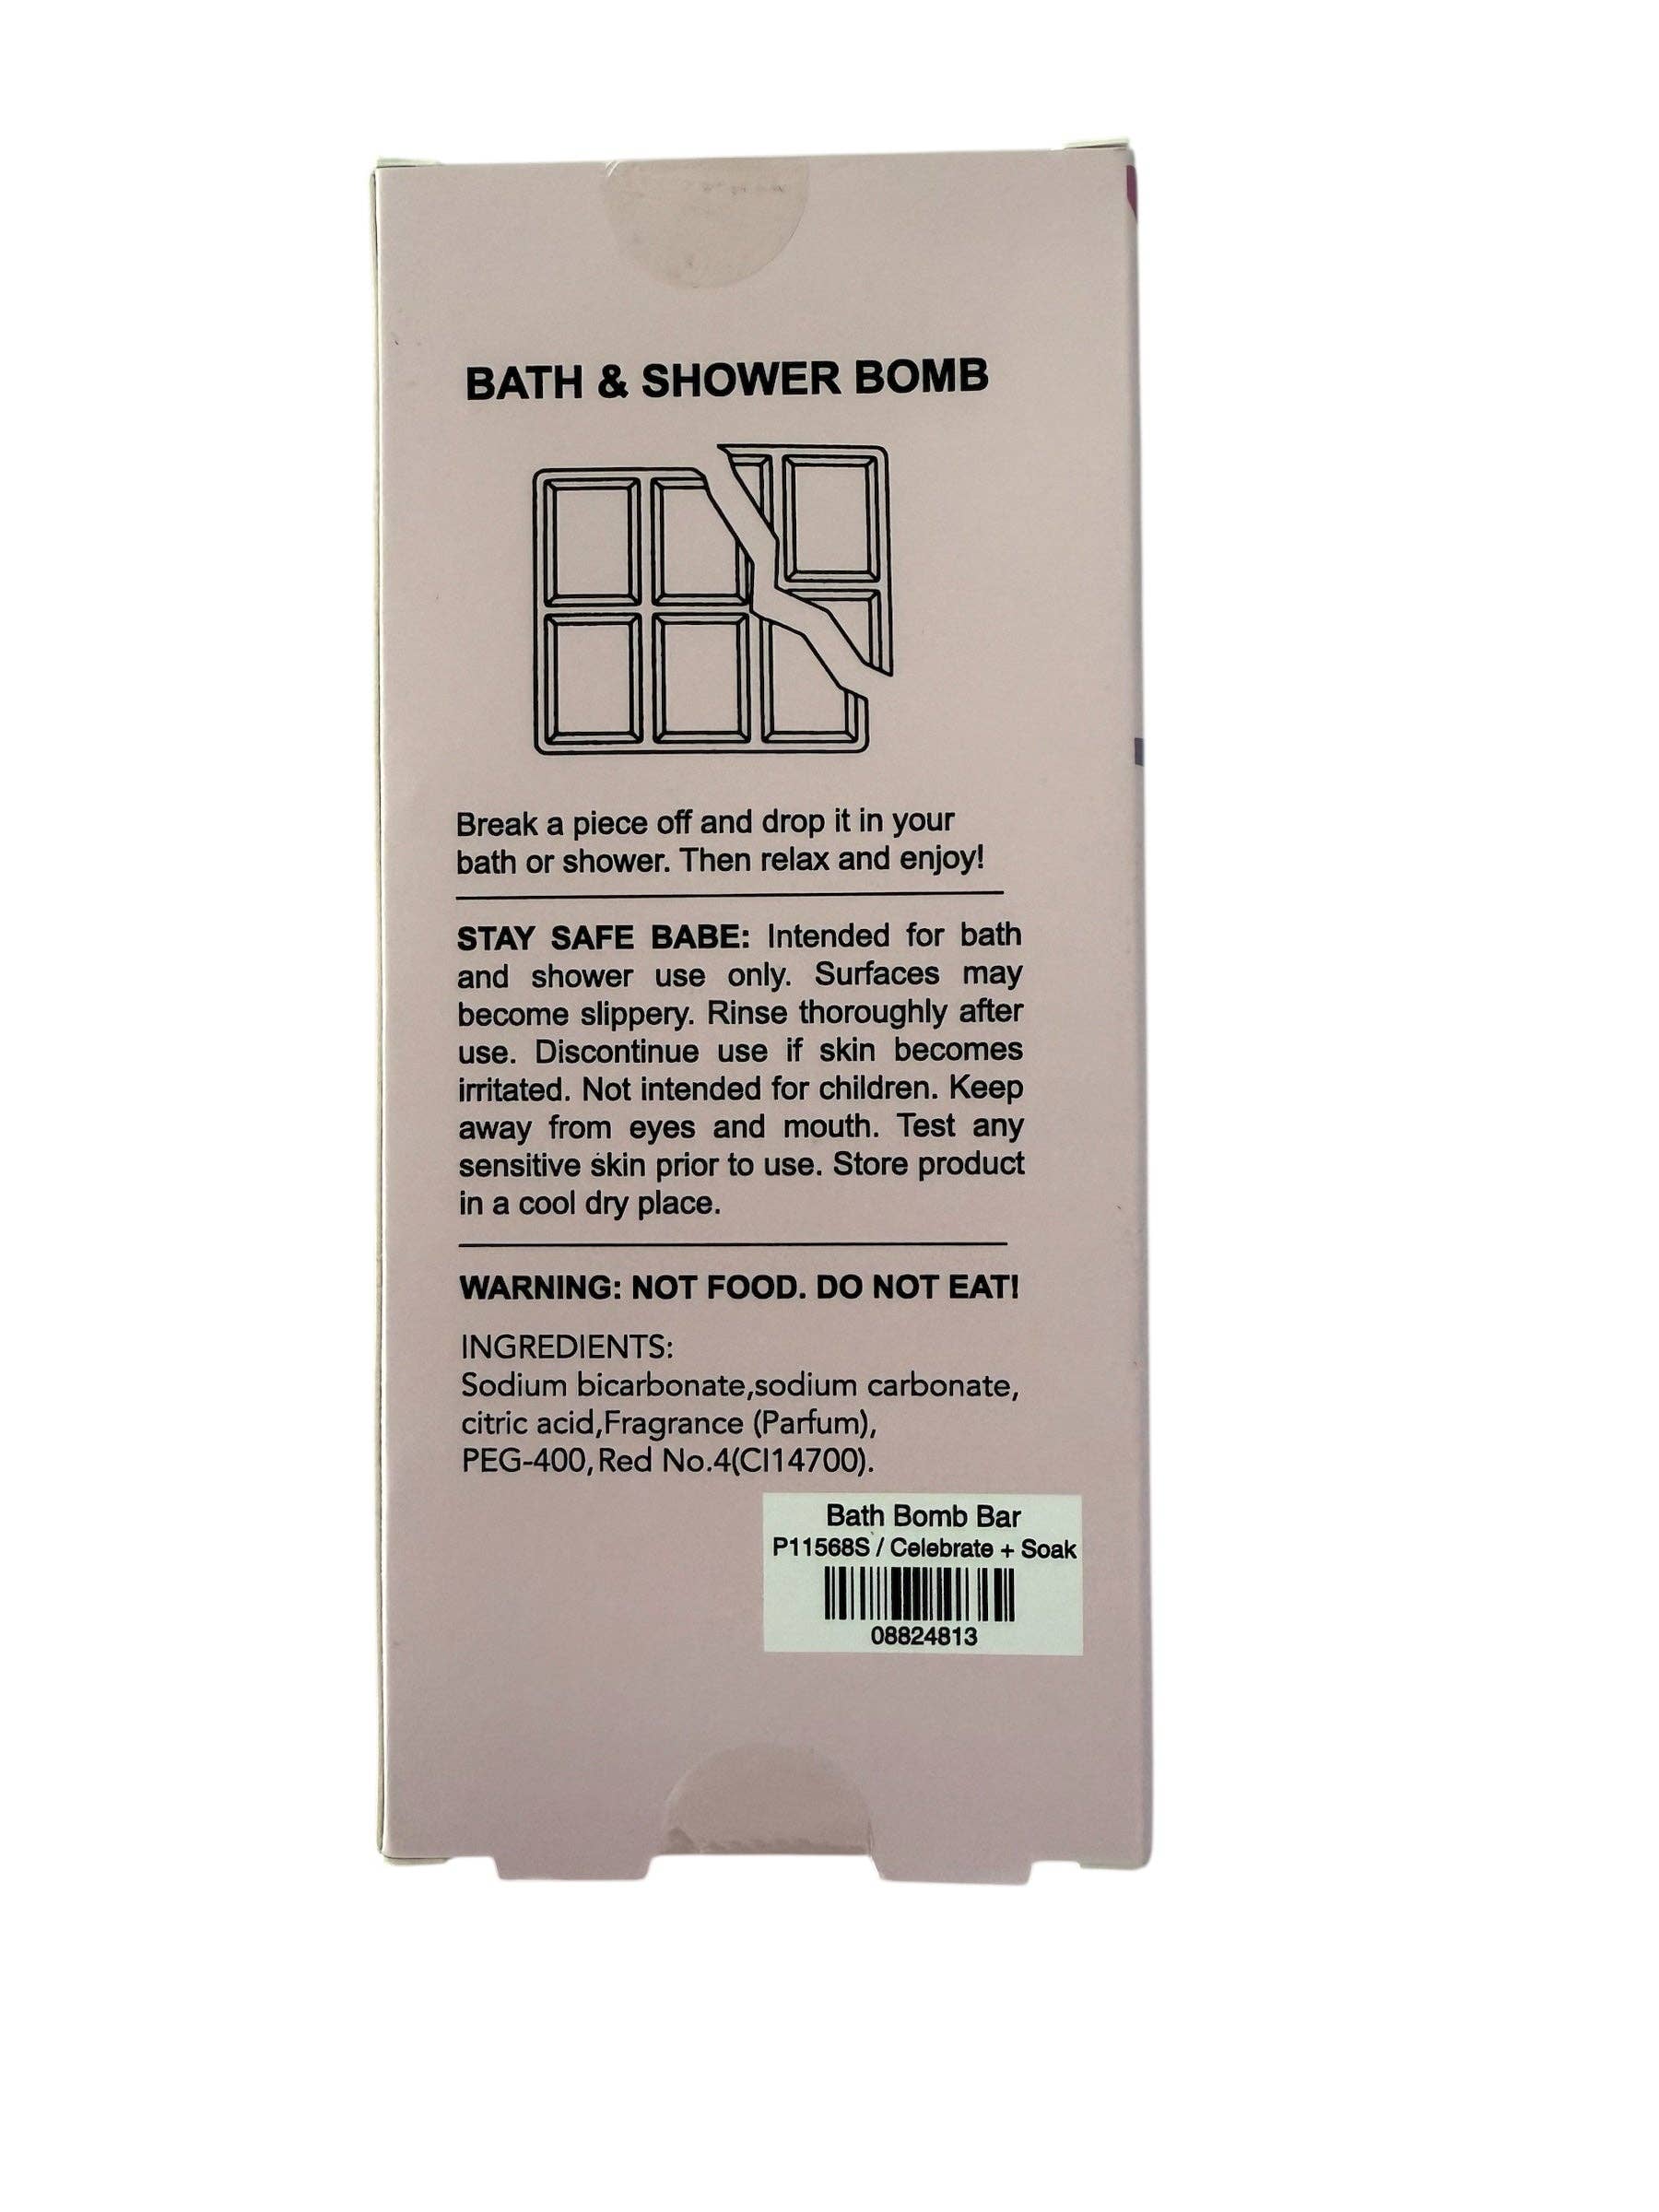 BATH & SHOWER BOMB
Break a piece off and drop it in your
bath or shower. Then relax and enjoy!
STAY SAFE BABE: Intended for bath
and shower use only. Surfaces may
become slippery. Rinse thoroughly after
use. Discontinue use if skin becomes
irritated. Not intended for children. Keep
away from eyes and mouth. Test any
sensitive skin prior to use. Store product
in a cool dry place.
WARNING: NOT FOOD. DO NOT EAT!
INGREDIENTS:
Sodium bicarbonate,sodium carbonate,
citric acid,Fragrance (Parfum),
PEG-400,Red No.4(CI14700).
Bath Bomb Bar
P11568S / Celebrate + Soak
08824813